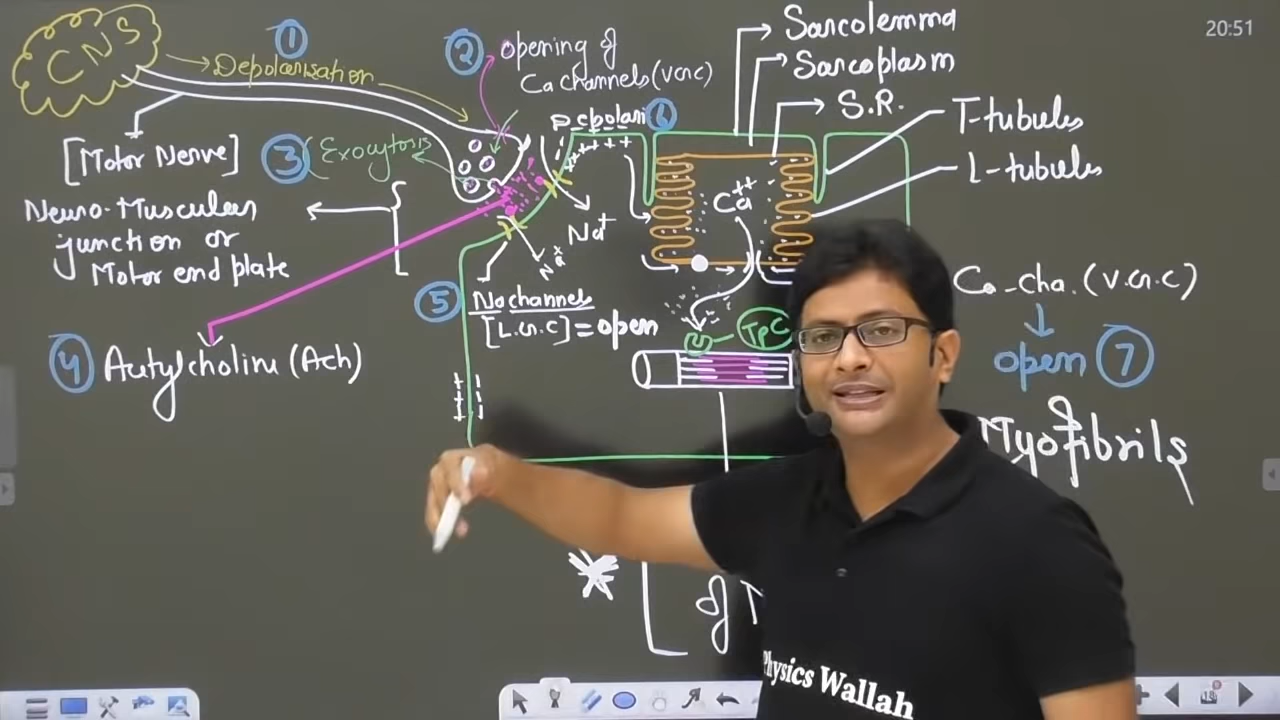 20:51
CNS
①
Depolarisation
②
opening of
Ca channels (VGC)
Sarcolemma
Sarcoplasm
S.R.
T-tubules
L-tubules
[Motor Nerve]
③
Exocytosis
Depolari
⑥
+ + + + + +
Neuro-Muscular
junction or
Motor end plate
Na+
Na+
Ca++
⑤
Na channels
[L.G.C] = open
TpC
Ca-cha. (V.G.C)
open ⑦
④
Acetylcholine (Ach)
Myofibrils
of
Physics Wallah